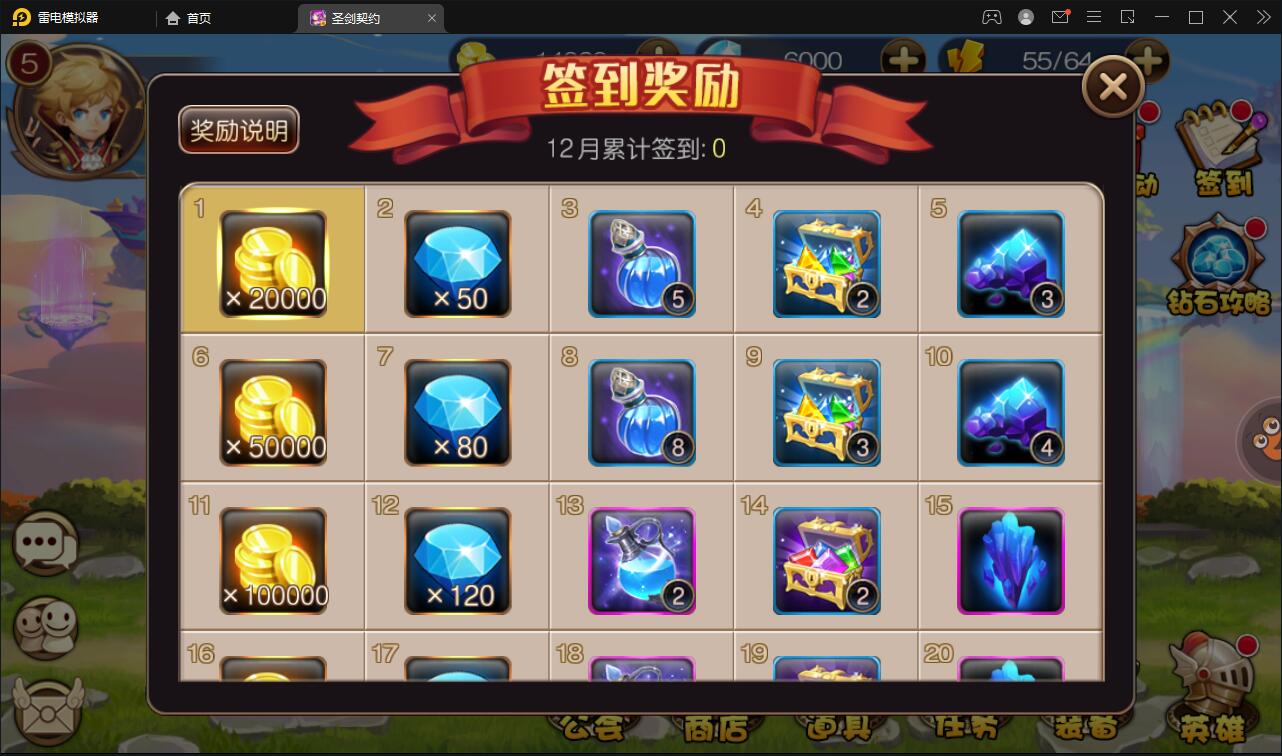 雷电模拟器 首页 圣剑契约
5 6000 55/64
签到奖励
奖励说明
12月累计签到:0
签到
钻石攻略
1 2 3 4 5
×20000 ×50 5 2 3
6 7 8 9 10
×50000 ×80 8 3 4
11 12 13 14 15
×100000 ×120 2 2
16 17 18 19 20
公会 商店 道具 任务 装备 英雄